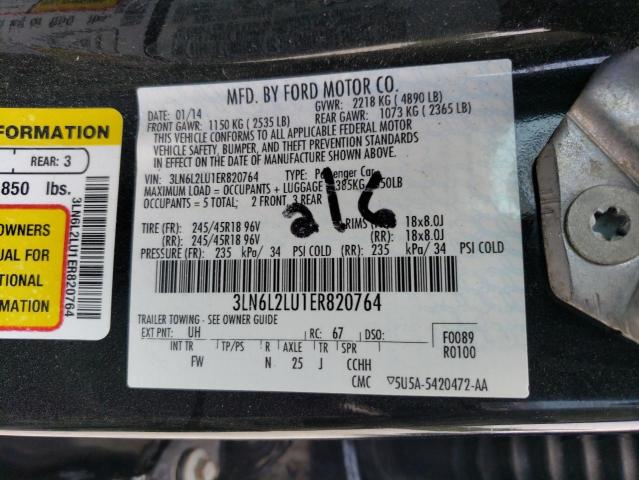 FORMATION
REAR: 3
850 lbs.
OWNERS
UAL FOR
TIONAL
MATION
3LN6L2LU1ER820764
MFD. BY FORD MOTOR CO.
DATE: 01/14 GVWR: 2218 KG ( 4890 LB)
FRONT GAWR: 1150 KG ( 2535 LB) REAR GAWR: 1073 KG ( 2365 LB)
THIS VEHICLE CONFORMS TO ALL APPLICABLE FEDERAL MOTOR
VEHICLE SAFETY, BUMPER, AND THEFT PREVENTION STANDARDS
IN EFFECT ON THE DATE OF MANUFACTURE SHOWN ABOVE.
VIN: 3LN6L2LU1ER820764 TYPE: Passenger Car
MAXIMUM LOAD = OCCUPANTS + LUGGAGE 385KG 850LB
OCCUPANTS = 5 TOTAL; 2 FRONT, 3 REAR
216
TIRE (FR): 245/45R18 96V RIMS 18x8.0J
(RR): 245/45R18 96V (RR): 18x8.0J
PRESSURE (FR): 235 kPa/ 34 PSI COLD (RR): 235 kPa/ 34 PSI COLD
3LN6L2LU1ER820764
TRAILER TOWING - SEE OWNER GUIDE
EXT PNT: UH RC: 67 DSO: F0089
INT TR TP/PS R AXLE TR SPR R0100
FW N 25 J CCHH
CMC ▽5U5A-5420472-AA